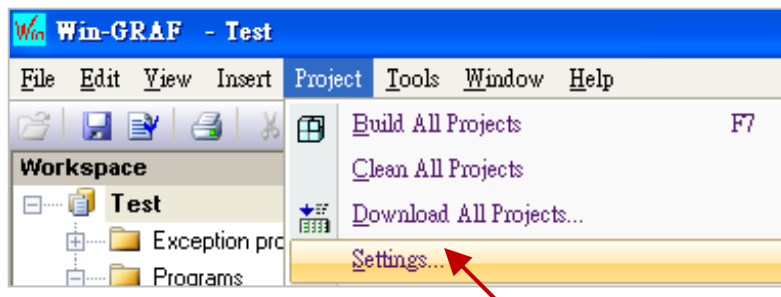 Win Win-GRAF - Test
File Edit View Insert Project Tools Window Help
Build All Projects F7
Workspace
Clean All Projects
Test
Download All Projects...
Exception pro
Settings...
Programs